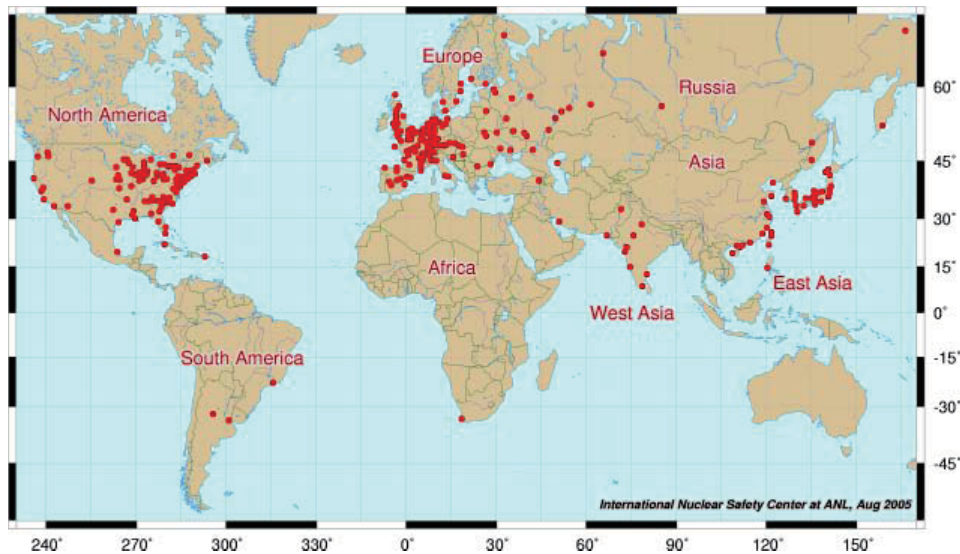 Europe
Russia
North America
Asia
Africa
East Asia
West Asia
South America
60°
45°
30°
15°
0°
-15°
-30°
-45°
International Nuclear Safety Center at ANL, Aug 2005
240° 270° 300° 330° 0° 30° 60° 90° 120° 150°